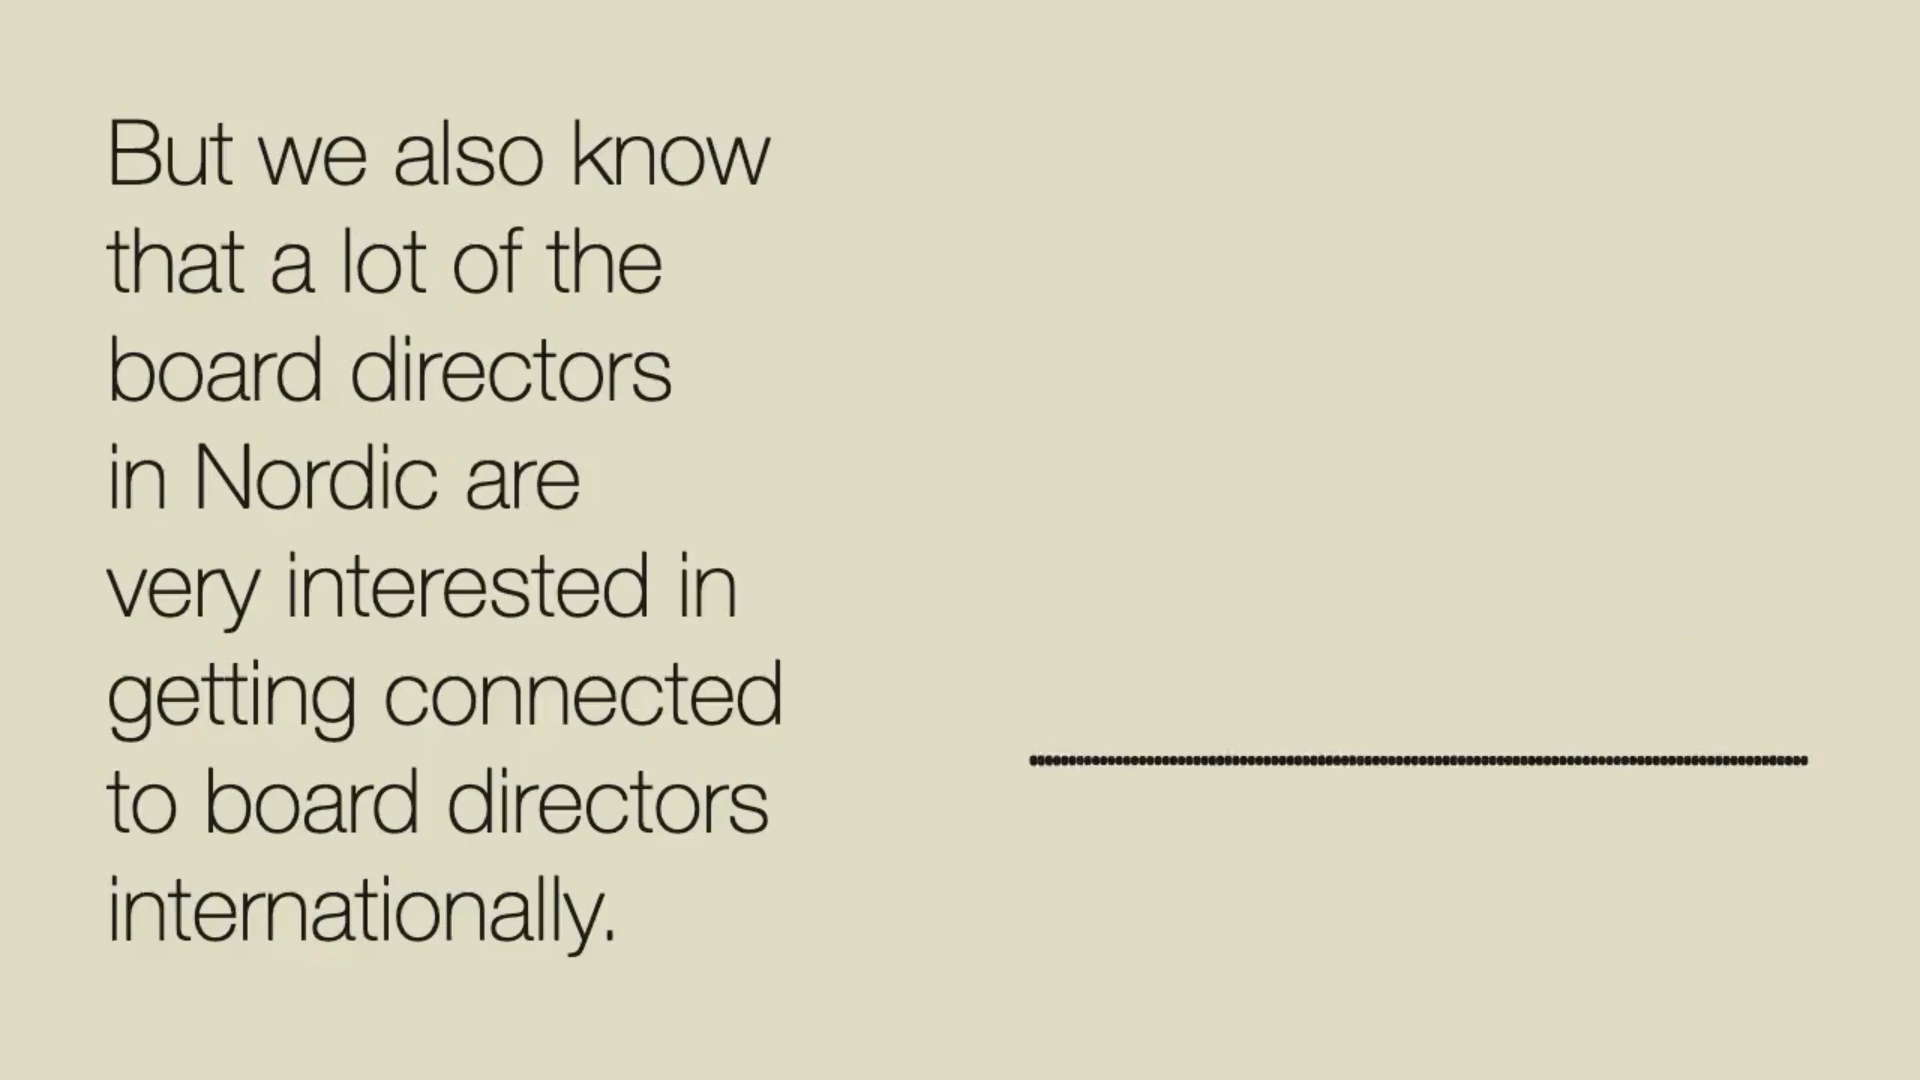 But we also know
that a lot of the
board directors
in Nordic are
very interested in
getting connected
to board directors
internationally.